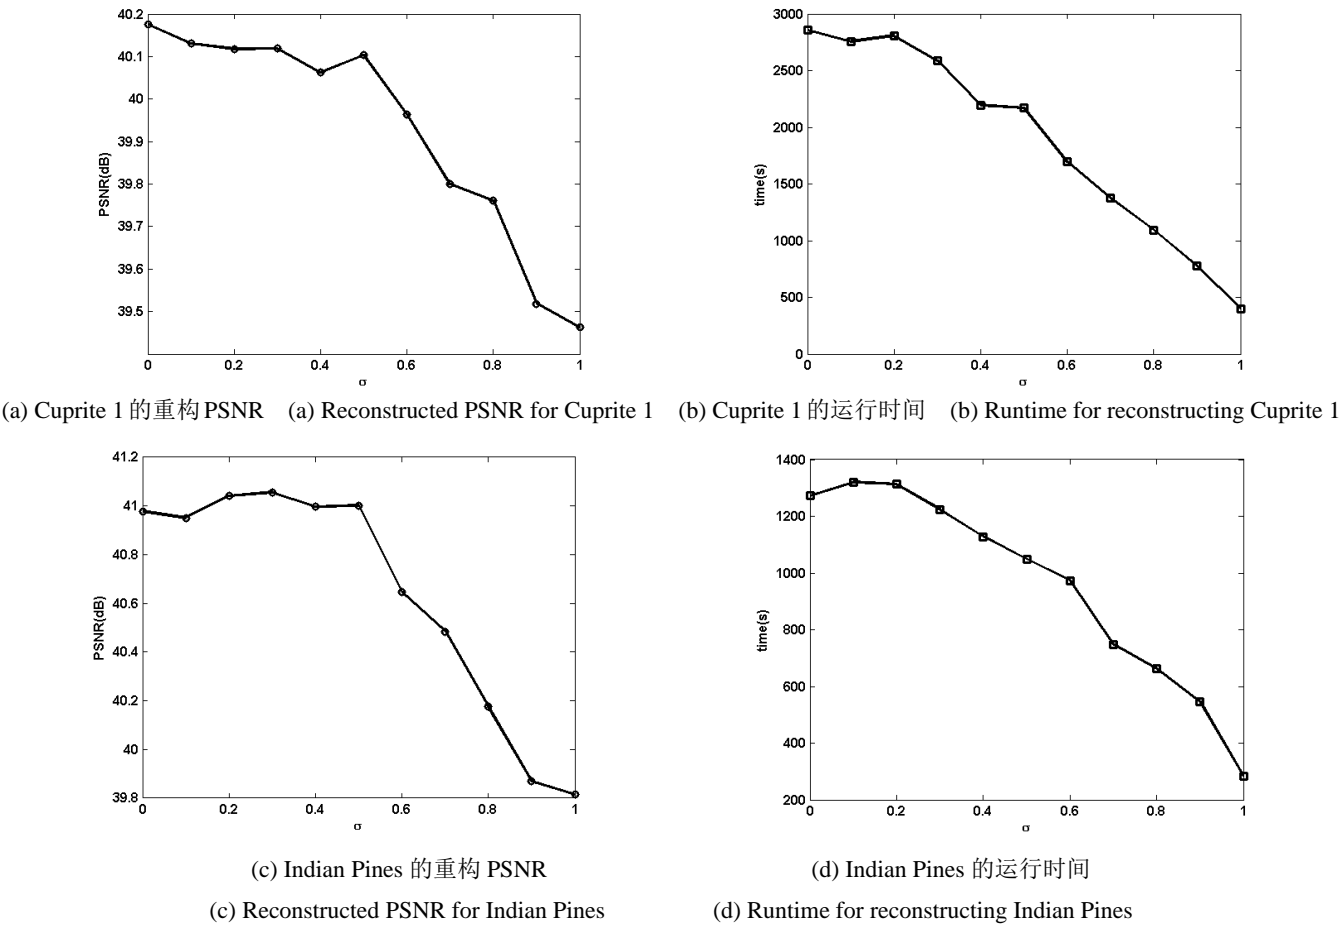 40.2
40.1
40
39.9
39.8
39.7
39.6
39.5
PSNR(dB)
0 0.2 0.4 0.6 0.8 1
σ
3000
2500
2000
1500
1000
500
0
time(s)
0 0.2 0.4 0.6 0.8 1
σ
(a) Cuprite 1 的重构 PSNR (a) Reconstructed PSNR for Cuprite 1 (b) Cuprite 1 的运行时间 (b) Runtime for reconstructing Cuprite 1
41.2
41
40.8
40.6
40.4
40.2
40
39.8
PSNR(dB)
0 0.2 0.4 0.6 0.8 1
σ
1400
1200
1000
800
600
400
200
time(s)
0 0.2 0.4 0.6 0.8 1
σ
(c) Indian Pines 的重构 PSNR (d) Indian Pines 的运行时间
(c) Reconstructed PSNR for Indian Pines (d) Runtime for reconstructing Indian Pines